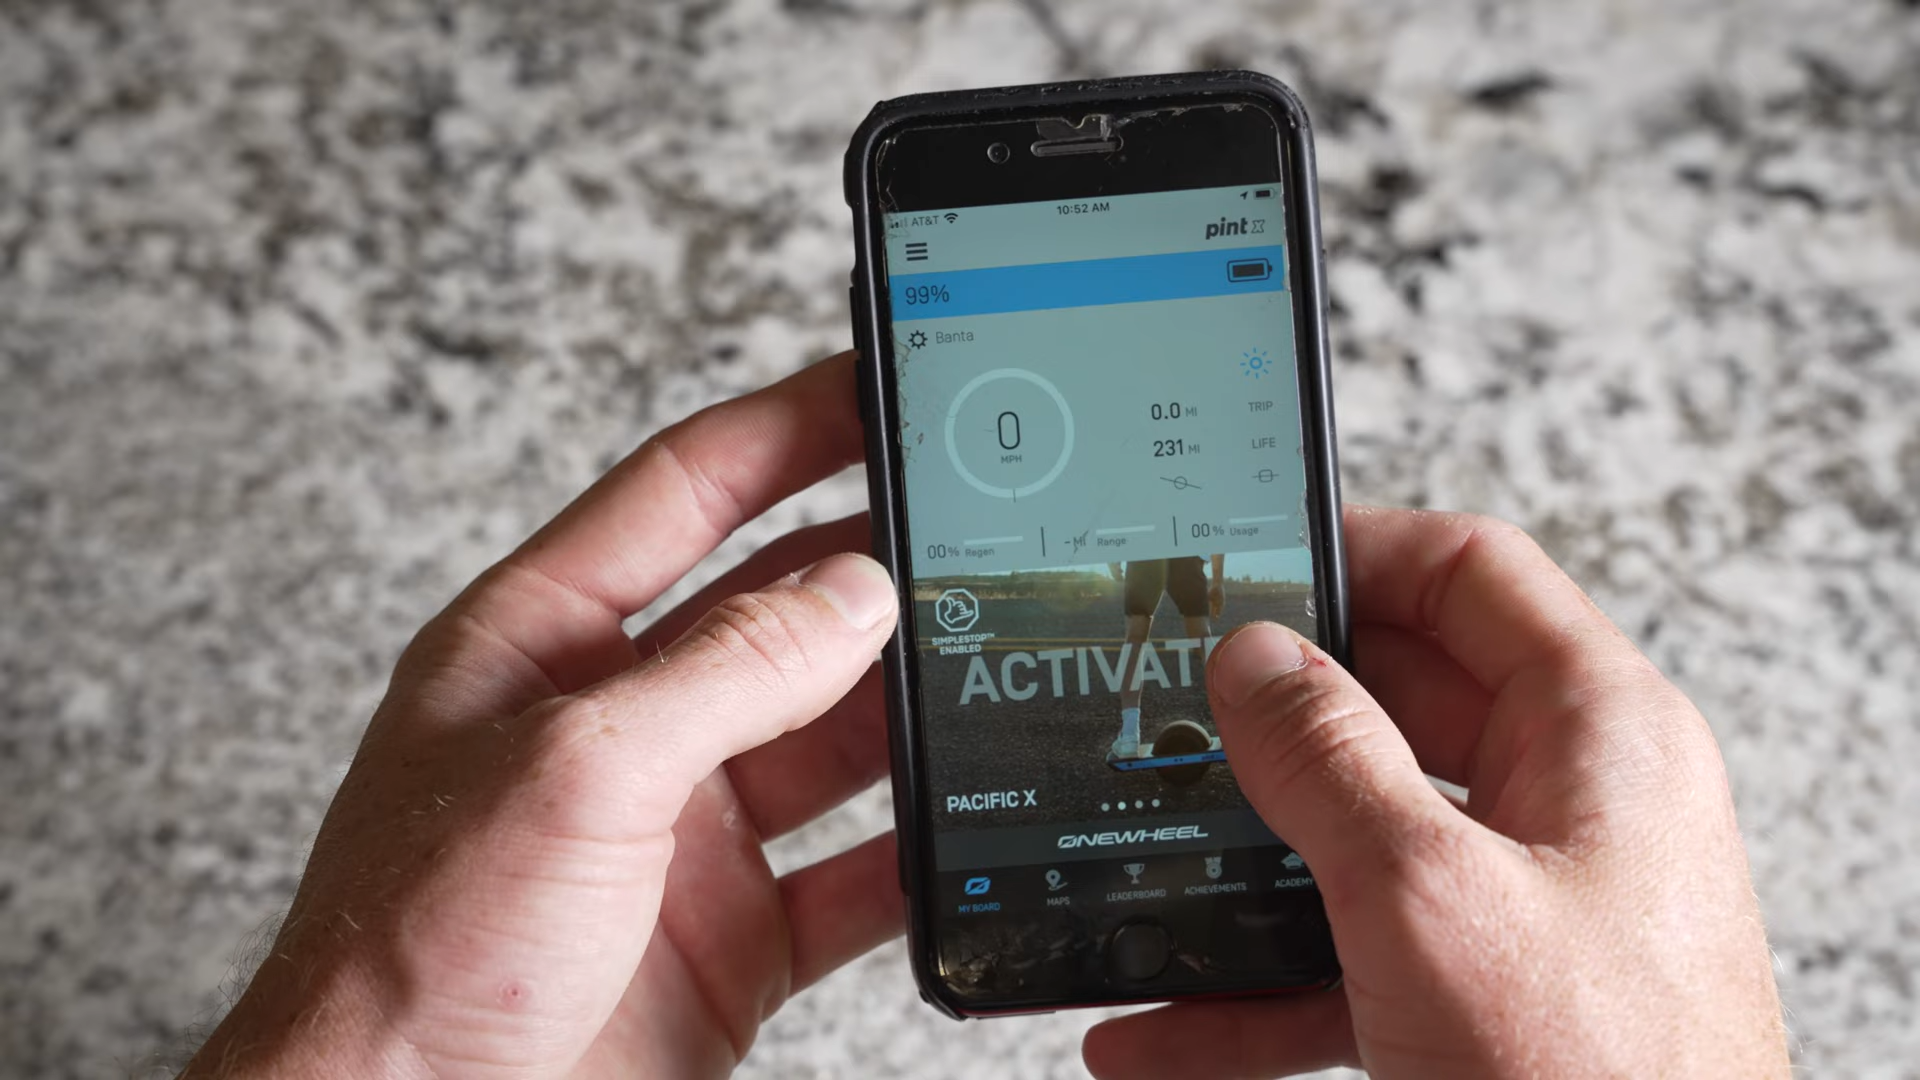 AT&T 10:52 AM
pint x
99%
Banta
0
MPH
0.0 MI TRIP
231 MI LIFE
00% Regen -MI Range 00% Usage
SIMPLESTOP™
ENABLED
ACTIVAT
PACIFIC X
ONEWHEEL
MY BOARD MAPS LEADERBOARD ACHIEVEMENTS ACADEMY